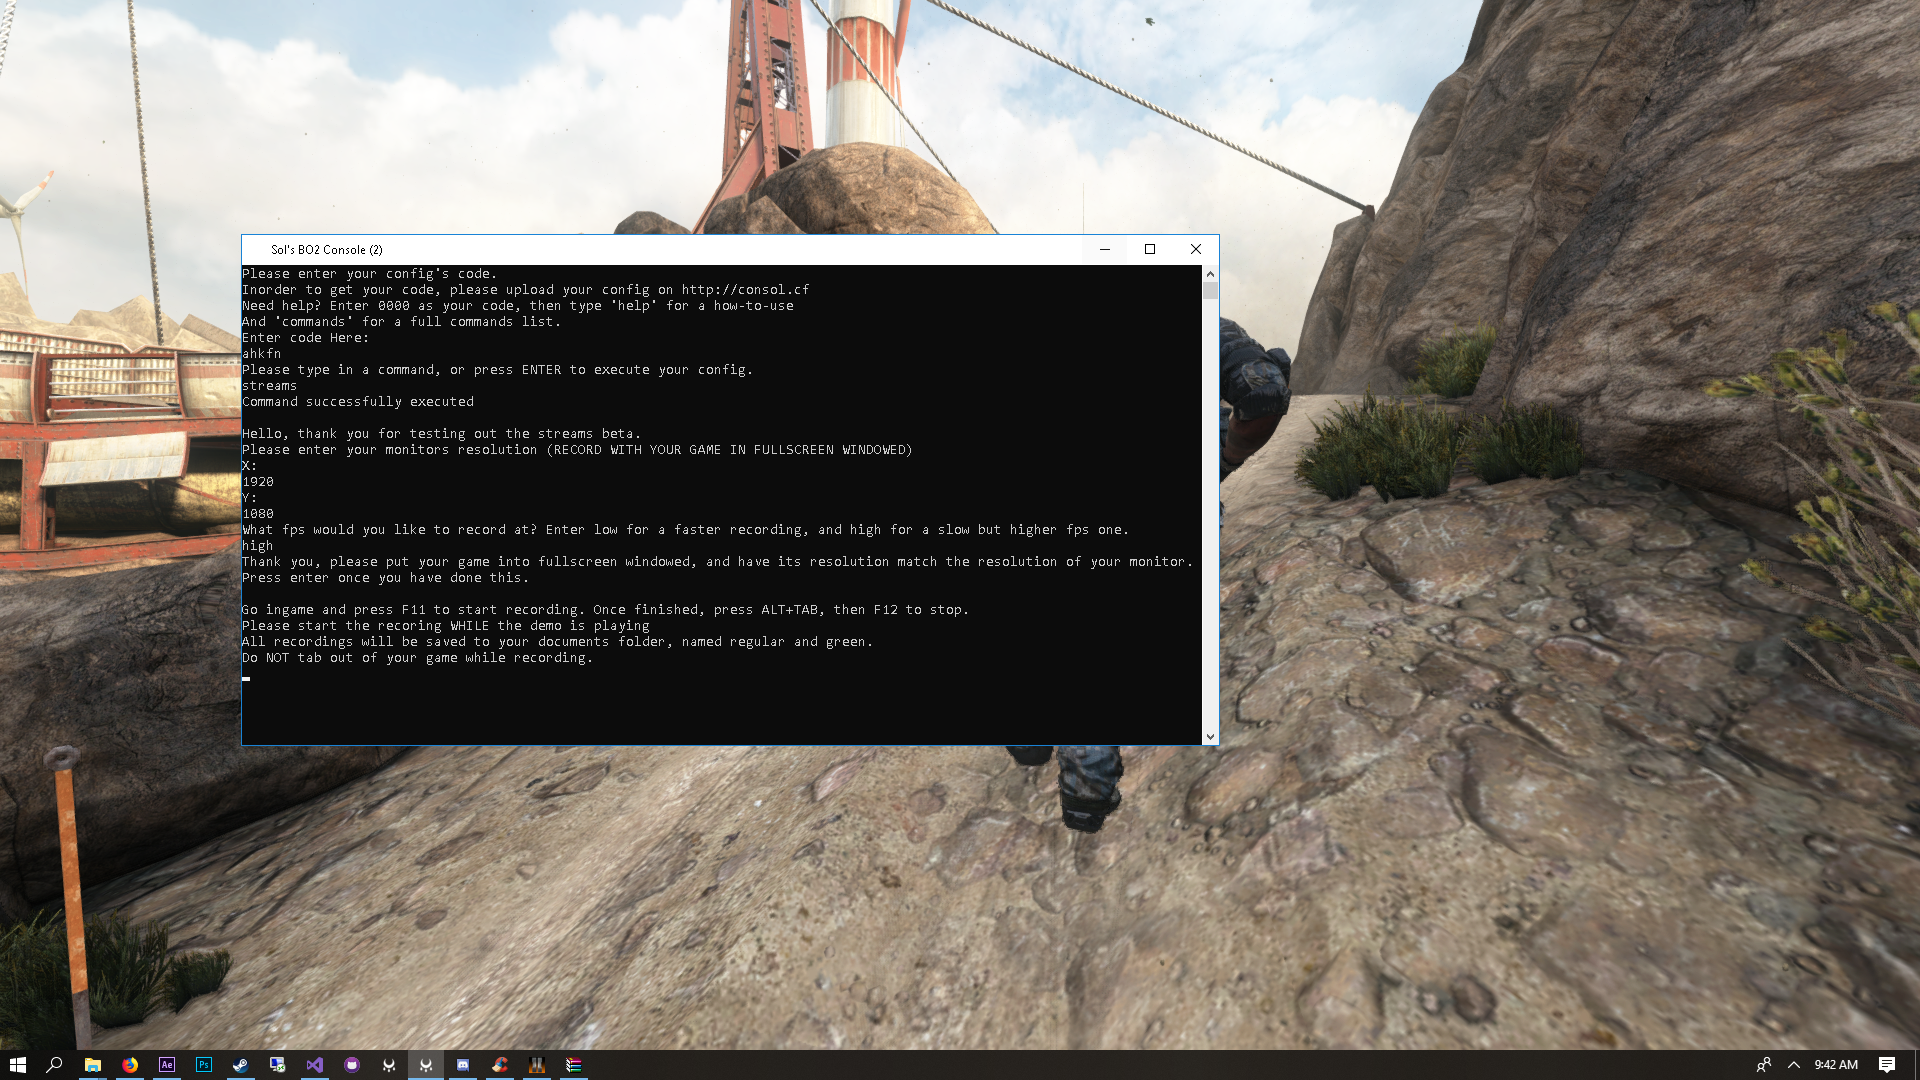 Sol's BO2 Console (2)
Please enter your config's code.
Inorder to get your code, please upload your config on http://consol.cf
Need help? Enter 0000 as your code, then type 'help' for a how-to-use
And 'commands' for a full commands list.
Enter code Here:
ahkfn
Please type in a command, or press ENTER to execute your config.
streams
Command successfully executed
Hello, thank you for testing out the streams beta.
Please enter your monitors resolution (RECORD WITH YOUR GAME IN FULLSCREEN WINDOWED)
X:
1920
Y:
1080
What fps would you like to record at? Enter low for a faster recording, and high for a slow but higher fps one.
high
Thank you, please put your game into fullscreen windowed, and have its resolution match the resolution of your monitor.
Press enter once you have done this.
Go ingame and press F11 to start recording. Once finished, press ALT+TAB, then F12 to stop.
Please start the recoring WHILE the demo is playing
All recordings will be saved to your documents folder, named regular and green.
Do NOT tab out of your game while recording.
Ae
Ps
9:42 AM